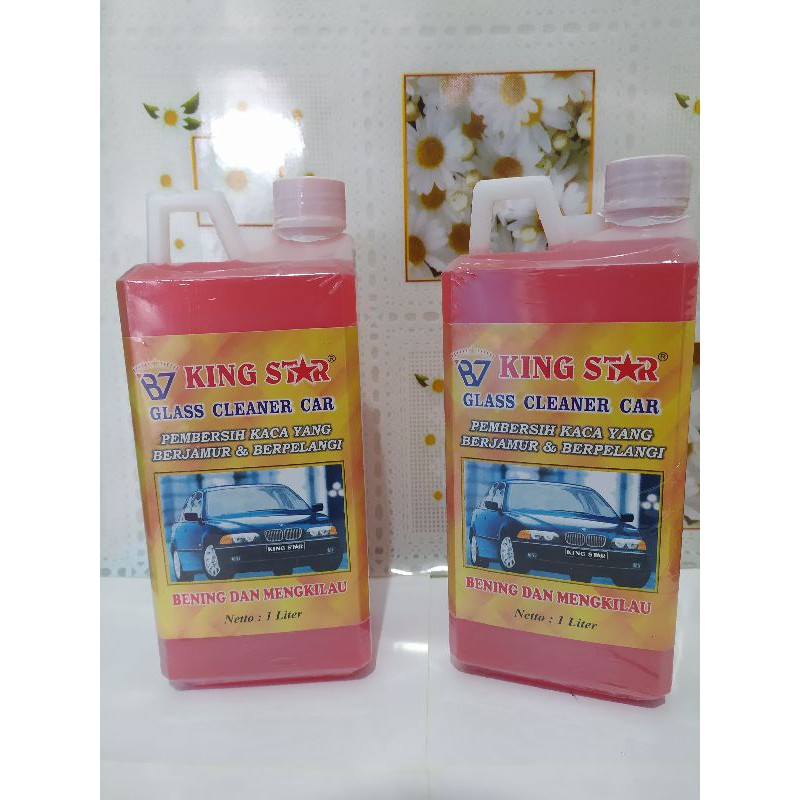 B7 KING STAR®
GLASS CLEANER CAR
PEMBERSIH KACA YANG
BERJAMUR & BERPELANGI
KING STAR
BENING DAN MENGKILAU
Netto : 1 Liter
B7 KING STAR®
GLASS CLEANER CAR
PEMBERSIH KACA YANG
BERJAMUR & BERPELANGI
KING STAR
BENING DAN MENGKILAU
Netto : 1 Liter